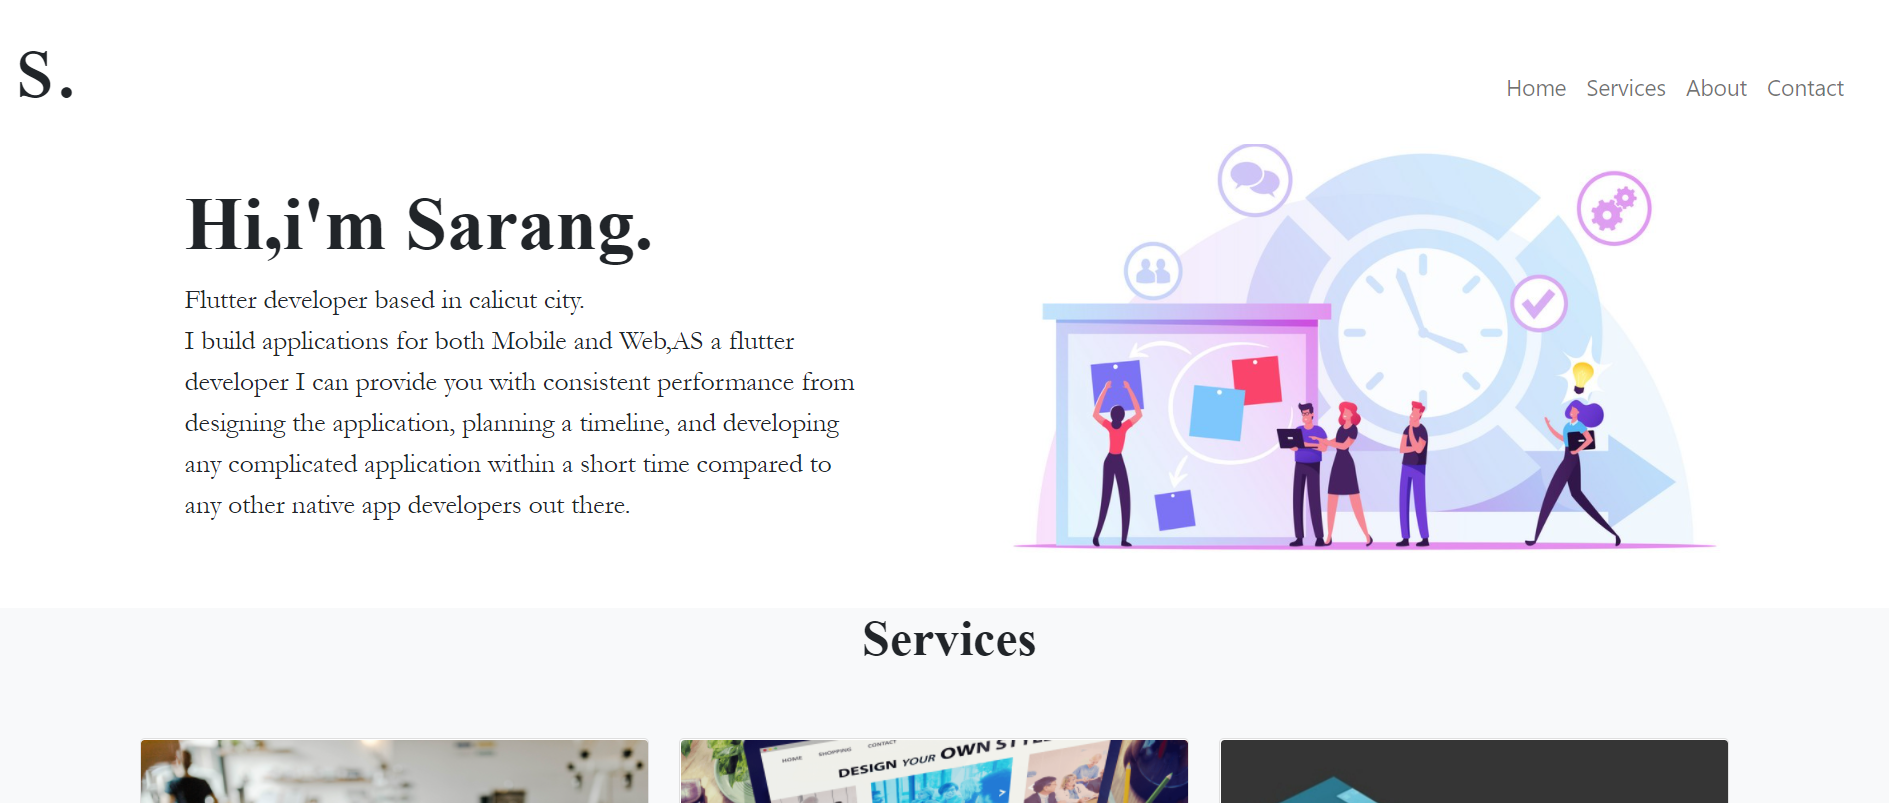 S.
Home Services About Contact
Hi,i'm Sarang.
Flutter developer based in calicut city.
I build applications for both Mobile and Web,AS a flutter
developer I can provide you with consistent performance from
designing the application, planning a timeline, and developing
any complicated application within a short time compared to
any other native app developers out there.
Services
HOME SHOPPING CONTACT
DESIGN YOUR OWN